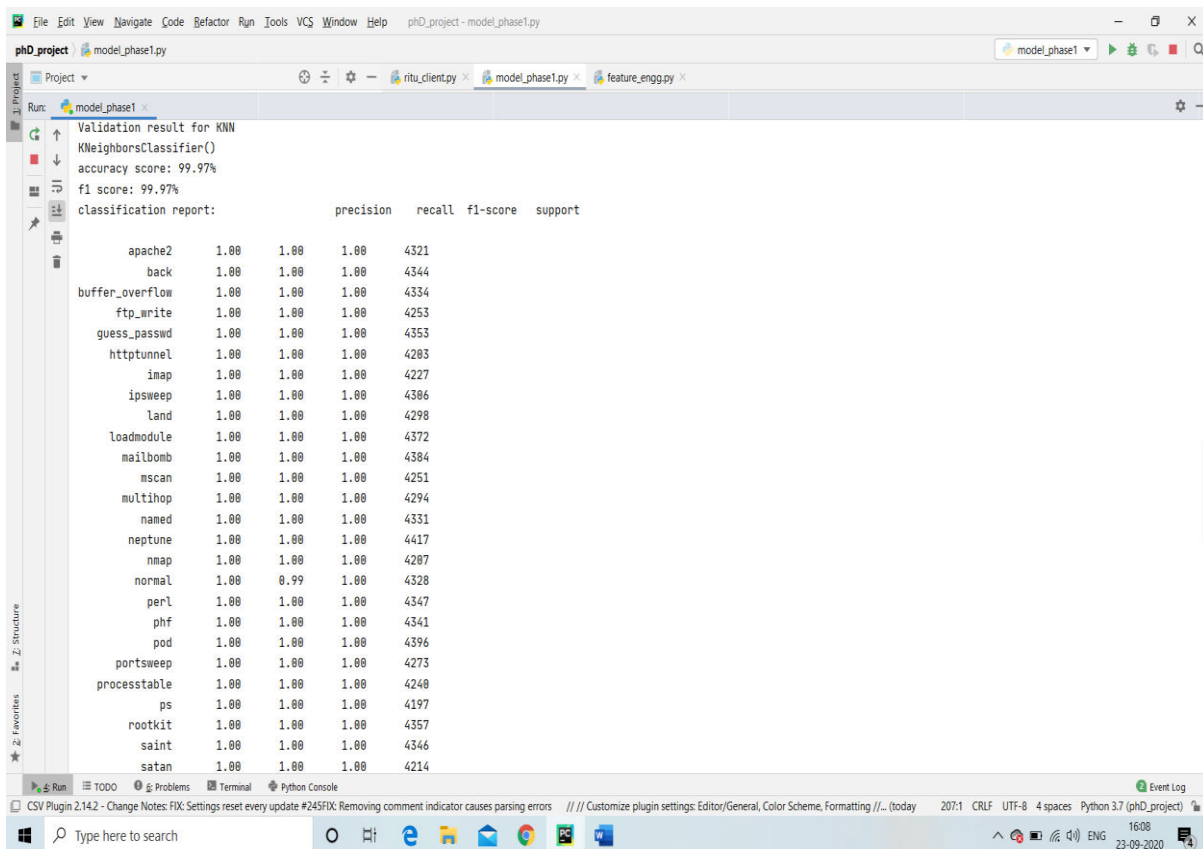 File Edit View Navigate Code Refactor Run Tools VCS Window Help phD_project - model_phase1.py
phD_project model_phase1.py model_phase1
Project ritu_client.py model_phase1.py feature_engg.py
1: Project
Run: model_phase1
Validation result for KNN
KNeighborsClassifier()
accuracy score: 99.97%
f1 score: 99.97%
classification report: precision recall f1-score support
apache2 1.00 1.00 1.00 4321
back 1.00 1.00 1.00 4344
buffer_overflow 1.00 1.00 1.00 4334
ftp_write 1.00 1.00 1.00 4253
guess_passwd 1.00 1.00 1.00 4353
httptunnel 1.00 1.00 1.00 4203
imap 1.00 1.00 1.00 4227
ipsweep 1.00 1.00 1.00 4306
land 1.00 1.00 1.00 4298
loadmodule 1.00 1.00 1.00 4372
mailbomb 1.00 1.00 1.00 4384
mscan 1.00 1.00 1.00 4251
multihop 1.00 1.00 1.00 4294
named 1.00 1.00 1.00 4331
neptune 1.00 1.00 1.00 4417
nmap 1.00 1.00 1.00 4207
normal 1.00 0.99 1.00 4328
perl 1.00 1.00 1.00 4347
phf 1.00 1.00 1.00 4341
pod 1.00 1.00 1.00 4396
portsweep 1.00 1.00 1.00 4273
processtable 1.00 1.00 1.00 4240
ps 1.00 1.00 1.00 4197
rootkit 1.00 1.00 1.00 4357
saint 1.00 1.00 1.00 4346
satan 1.00 1.00 1.00 4214
Z: Structure
2: Favorites
4: Run TODO 6: Problems Terminal Python Console 2 Event Log
CSV Plugin 2.14.2 - Change Notes: FIX: Settings reset every update #245FIX: Removing comment indicator causes parsing errors // // Customize plugin settings: Editor/General, Color Scheme, Formatting //... (today 207:1 CRLF UTF-8 4 spaces Python 3.7 (phD_project)
Type here to search ENG 16:08
23-09-2020